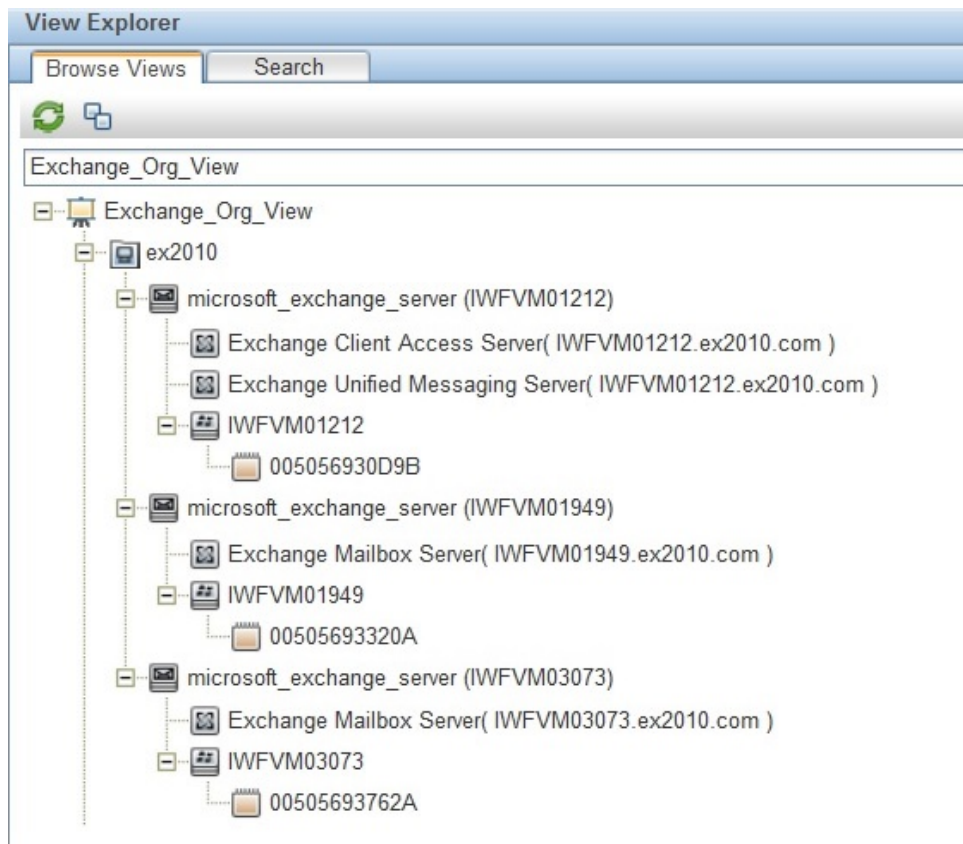 View Explorer
Browse Views Search
Exchange_Org_View
Exchange_Org_View
ex2010
microsoft_exchange_server (IWFVM01212)
Exchange Client Access Server( IWFVM01212.ex2010.com )
Exchange Unified Messaging Server( IWFVM01212.ex2010.com )
IWFVM01212
005056930D9B
microsoft_exchange_server (IWFVM01949)
Exchange Mailbox Server( IWFVM01949.ex2010.com )
IWFVM01949
00505693320A
microsoft_exchange_server (IWFVM03073)
Exchange Mailbox Server( IWFVM03073.ex2010.com )
IWFVM03073
00505693762A